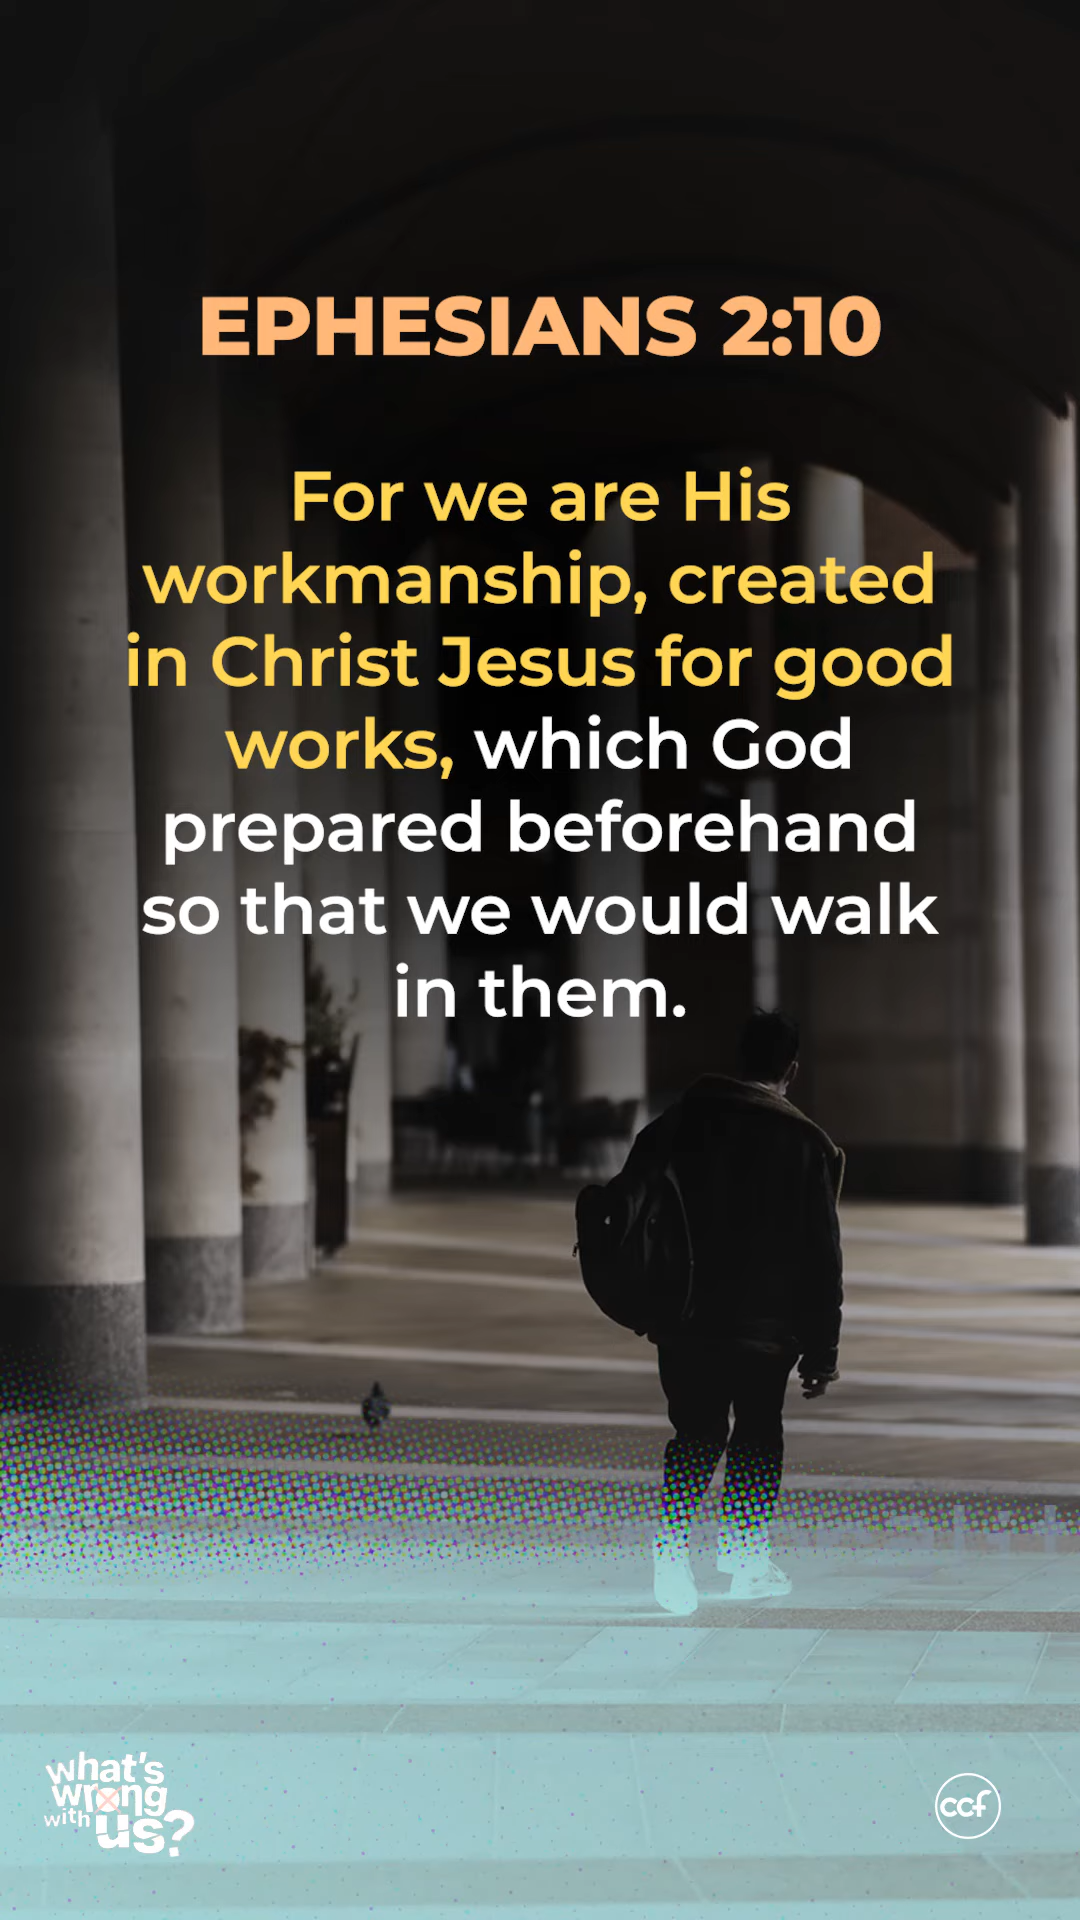 EPHESIANS 2:10
For we are His
workmanship, created
in Christ Jesus for good
works, which God
prepared beforehand
so that we would walk
in them.
what's
wrong
with us?
ccf